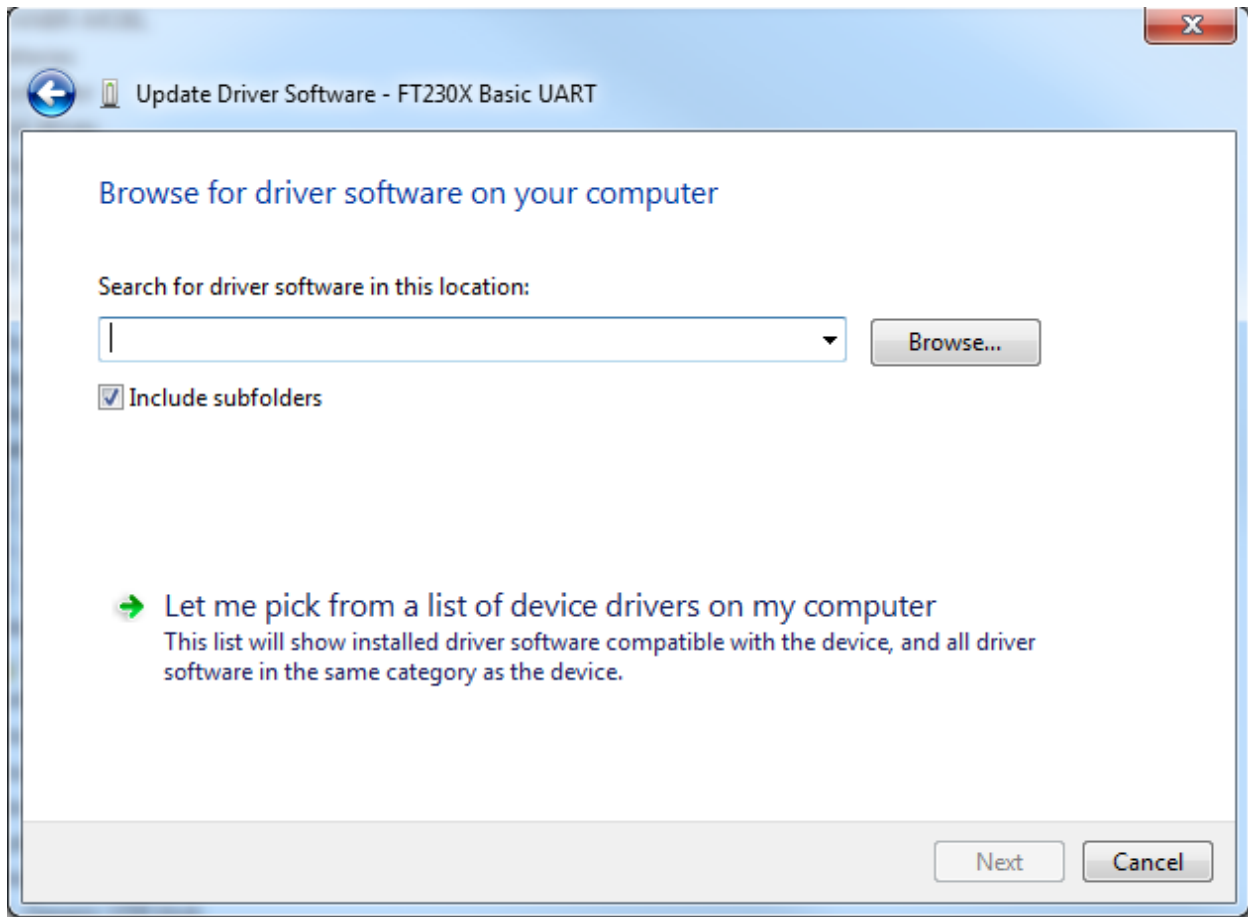 Update Driver Software - FT230X Basic UART
Browse for driver software on your computer
Search for driver software in this location:
Browse...
Include subfolders
Let me pick from a list of device drivers on my computer
This list will show installed driver software compatible with the device, and all driver
software in the same category as the device.
Next
Cancel